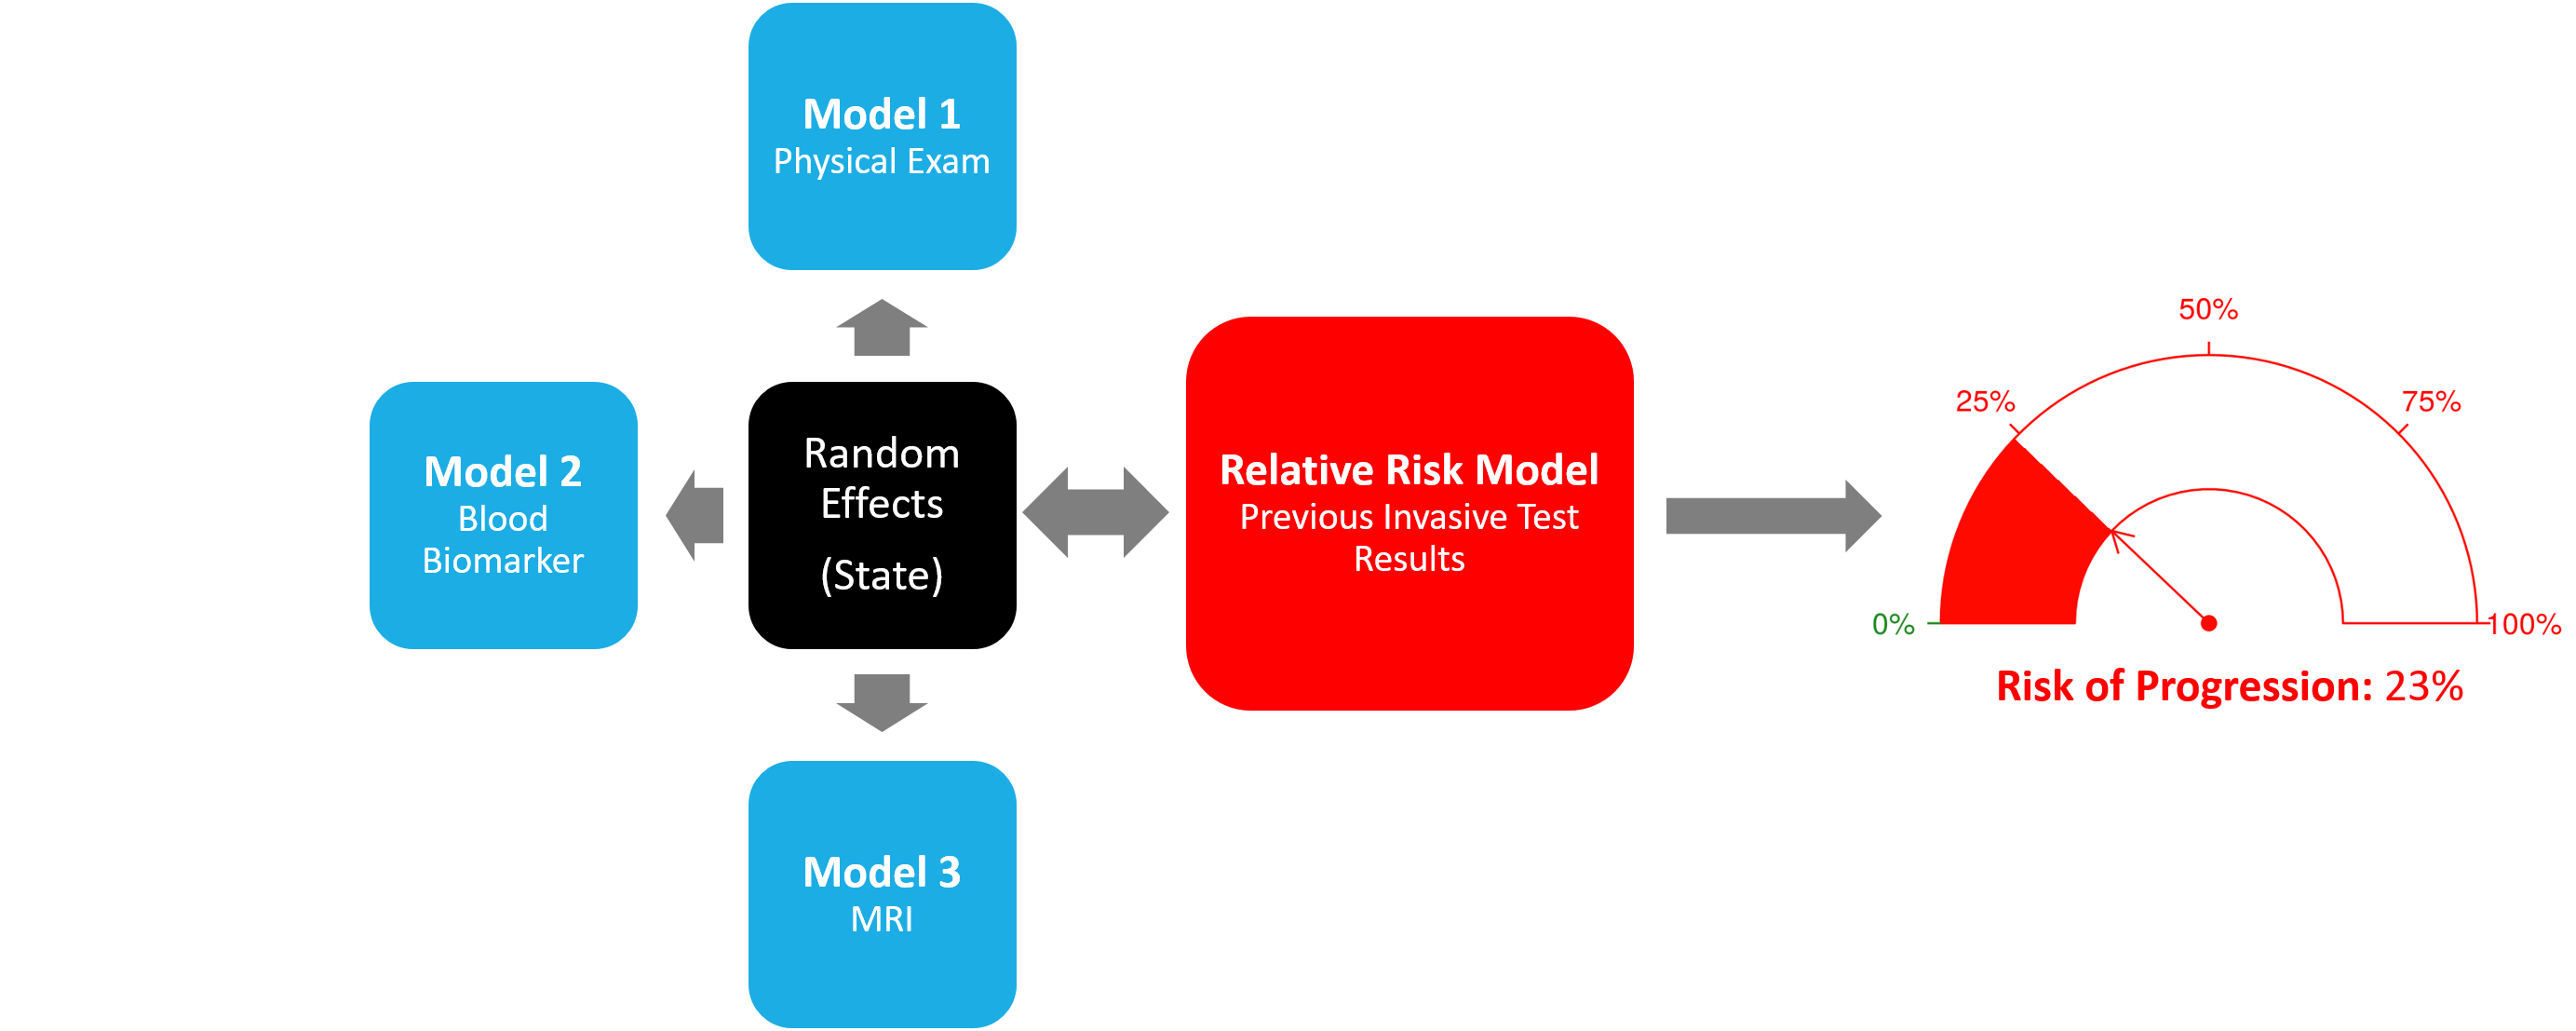 Model 1
Physical Exam
Model 2
Blood
Biomarker
Random
Effects
(State)
Relative Risk Model
Previous Invasive Test
Results
Model 3
MRI
0%
25%
50%
75%
100%
Risk of Progression: 23%